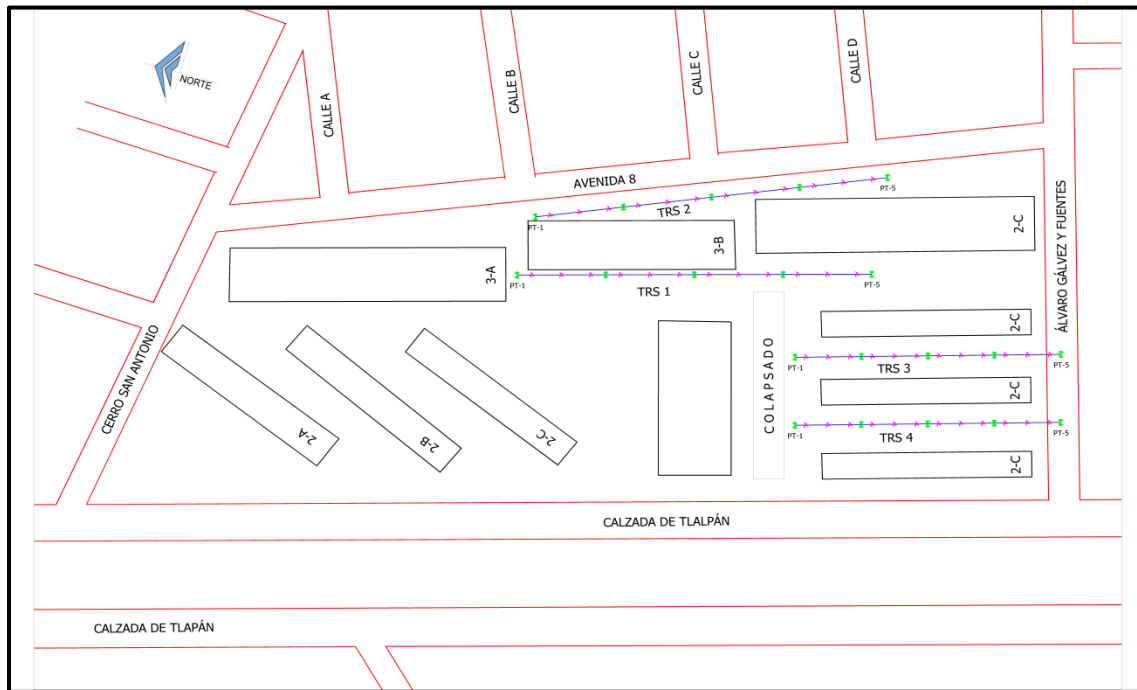 NORTE
CALLE A
CALLE B
CALLE C
CALLE D
AVENIDA 8
PT-1
TRS 2
PT-5
3-A
3-B
2-C
PT-1
TRS 1
PT-5
ÁLVARO GÁLVEZ Y FUENTES
CERRO SAN ANTONIO
2-A
2-B
2-C
COLAPSADO
2-C
PT-1
TRS 3
PT-5
2-C
PT-1
TRS 4
PT-5
2-C
CALZADA DE TLALPÁN
CALZADA DE TLAPÁN